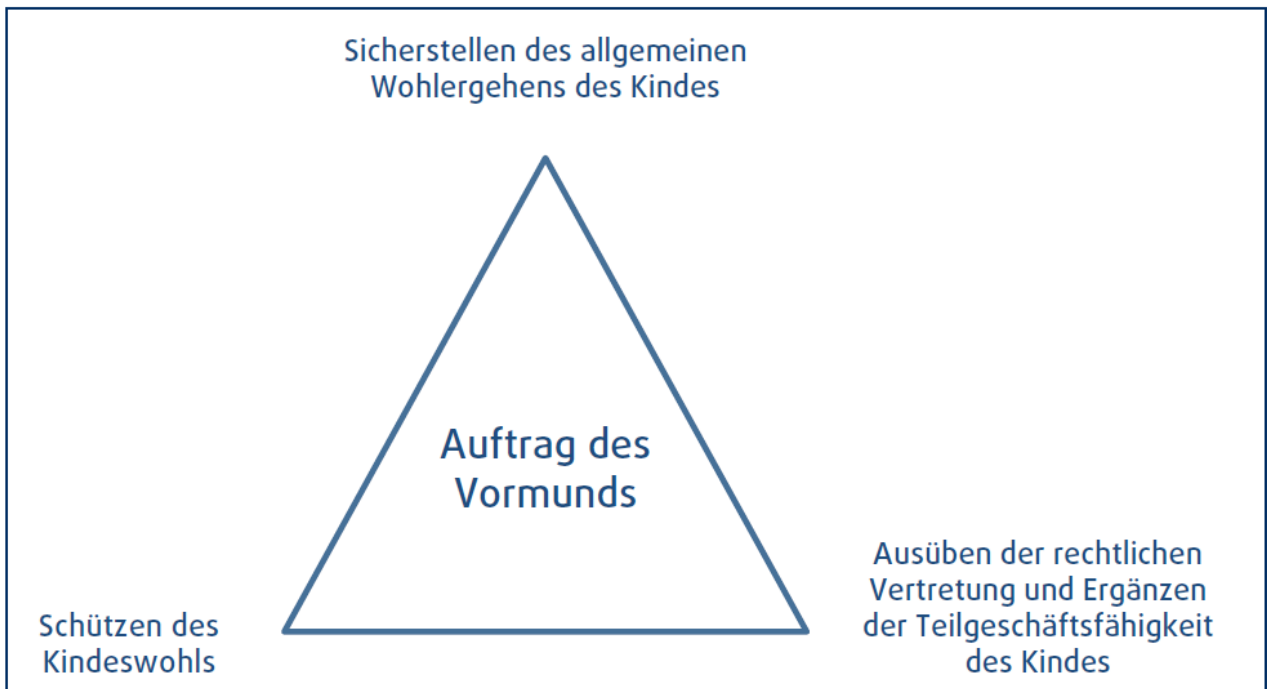 Sicherstellen des allgemeinen
Wohlergehens des Kindes
Auftrag des
Vormunds
Schützen des
Kindeswohls
Ausüben der rechtlichen
Vertretung und Ergänzen
der Teilgeschäftsfähigkeit
des Kindes